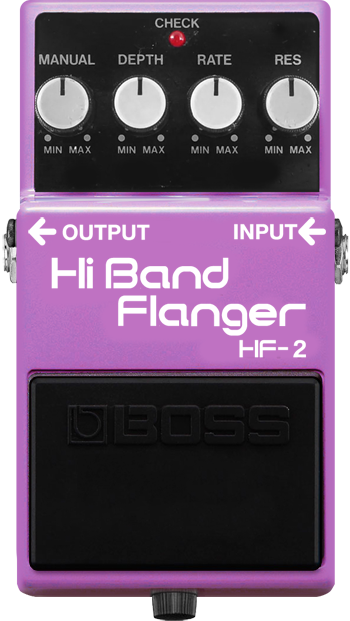 CHECK
MANUAL DEPTH RATE RES
MIN MAX MIN MAX MIN MAX MIN MAX
OUTPUT INPUT
Hi Band
Flanger
HF-2
BOSS